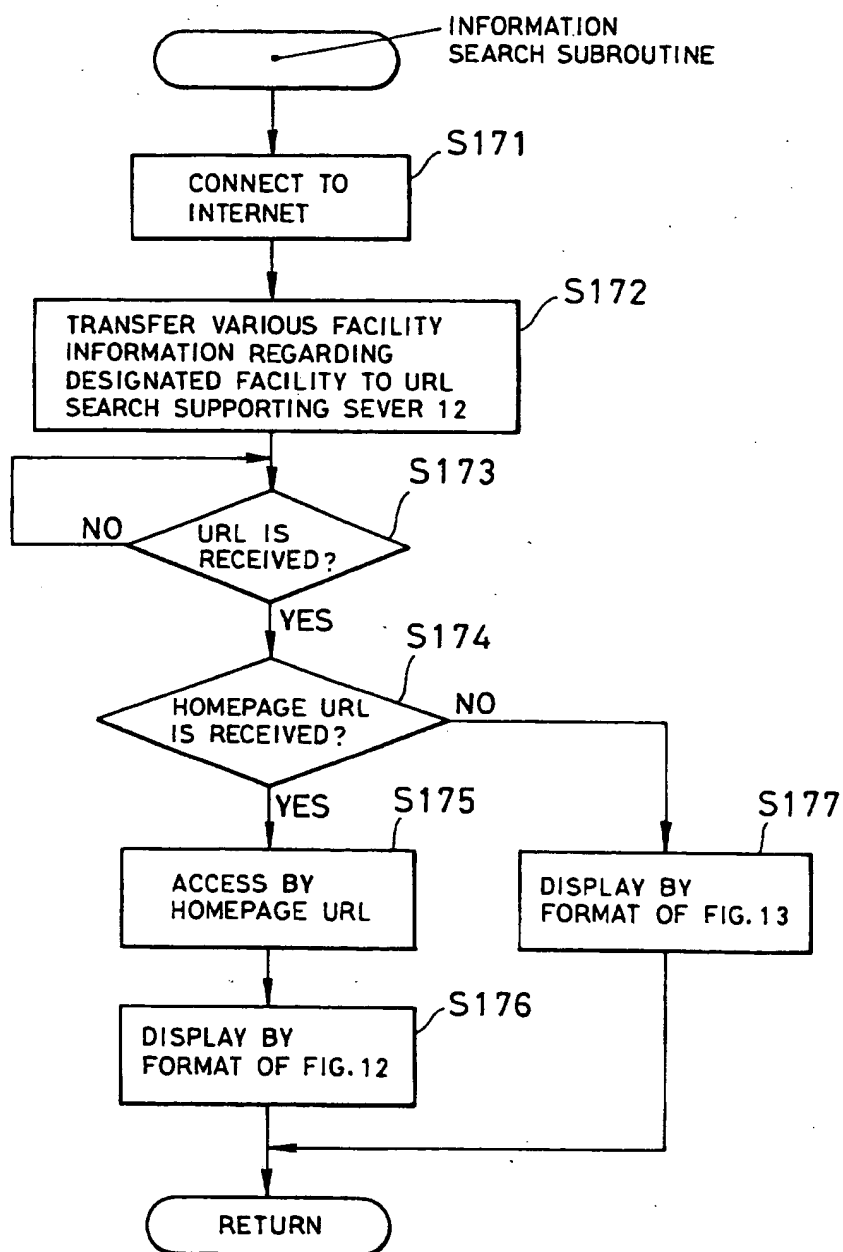 INFORMATION
SEARCH SUBROUTINE
S171
CONNECT TO
INTERNET
S172
TRANSFER VARIOUS FACILITY
INFORMATION REGARDING
DESIGNATED FACILITY TO URL
SEARCH SUPPORTING SEVER 12
S173
NO
URL IS
RECEIVED?
YES
S174
HOMEPAGE URL
IS RECEIVED?
NO
YES
S175
ACCESS BY
HOMEPAGE URL
S177
DISPLAY BY
FORMAT OF FIG.13
S176
DISPLAY BY
FORMAT OF FIG.12
RETURN